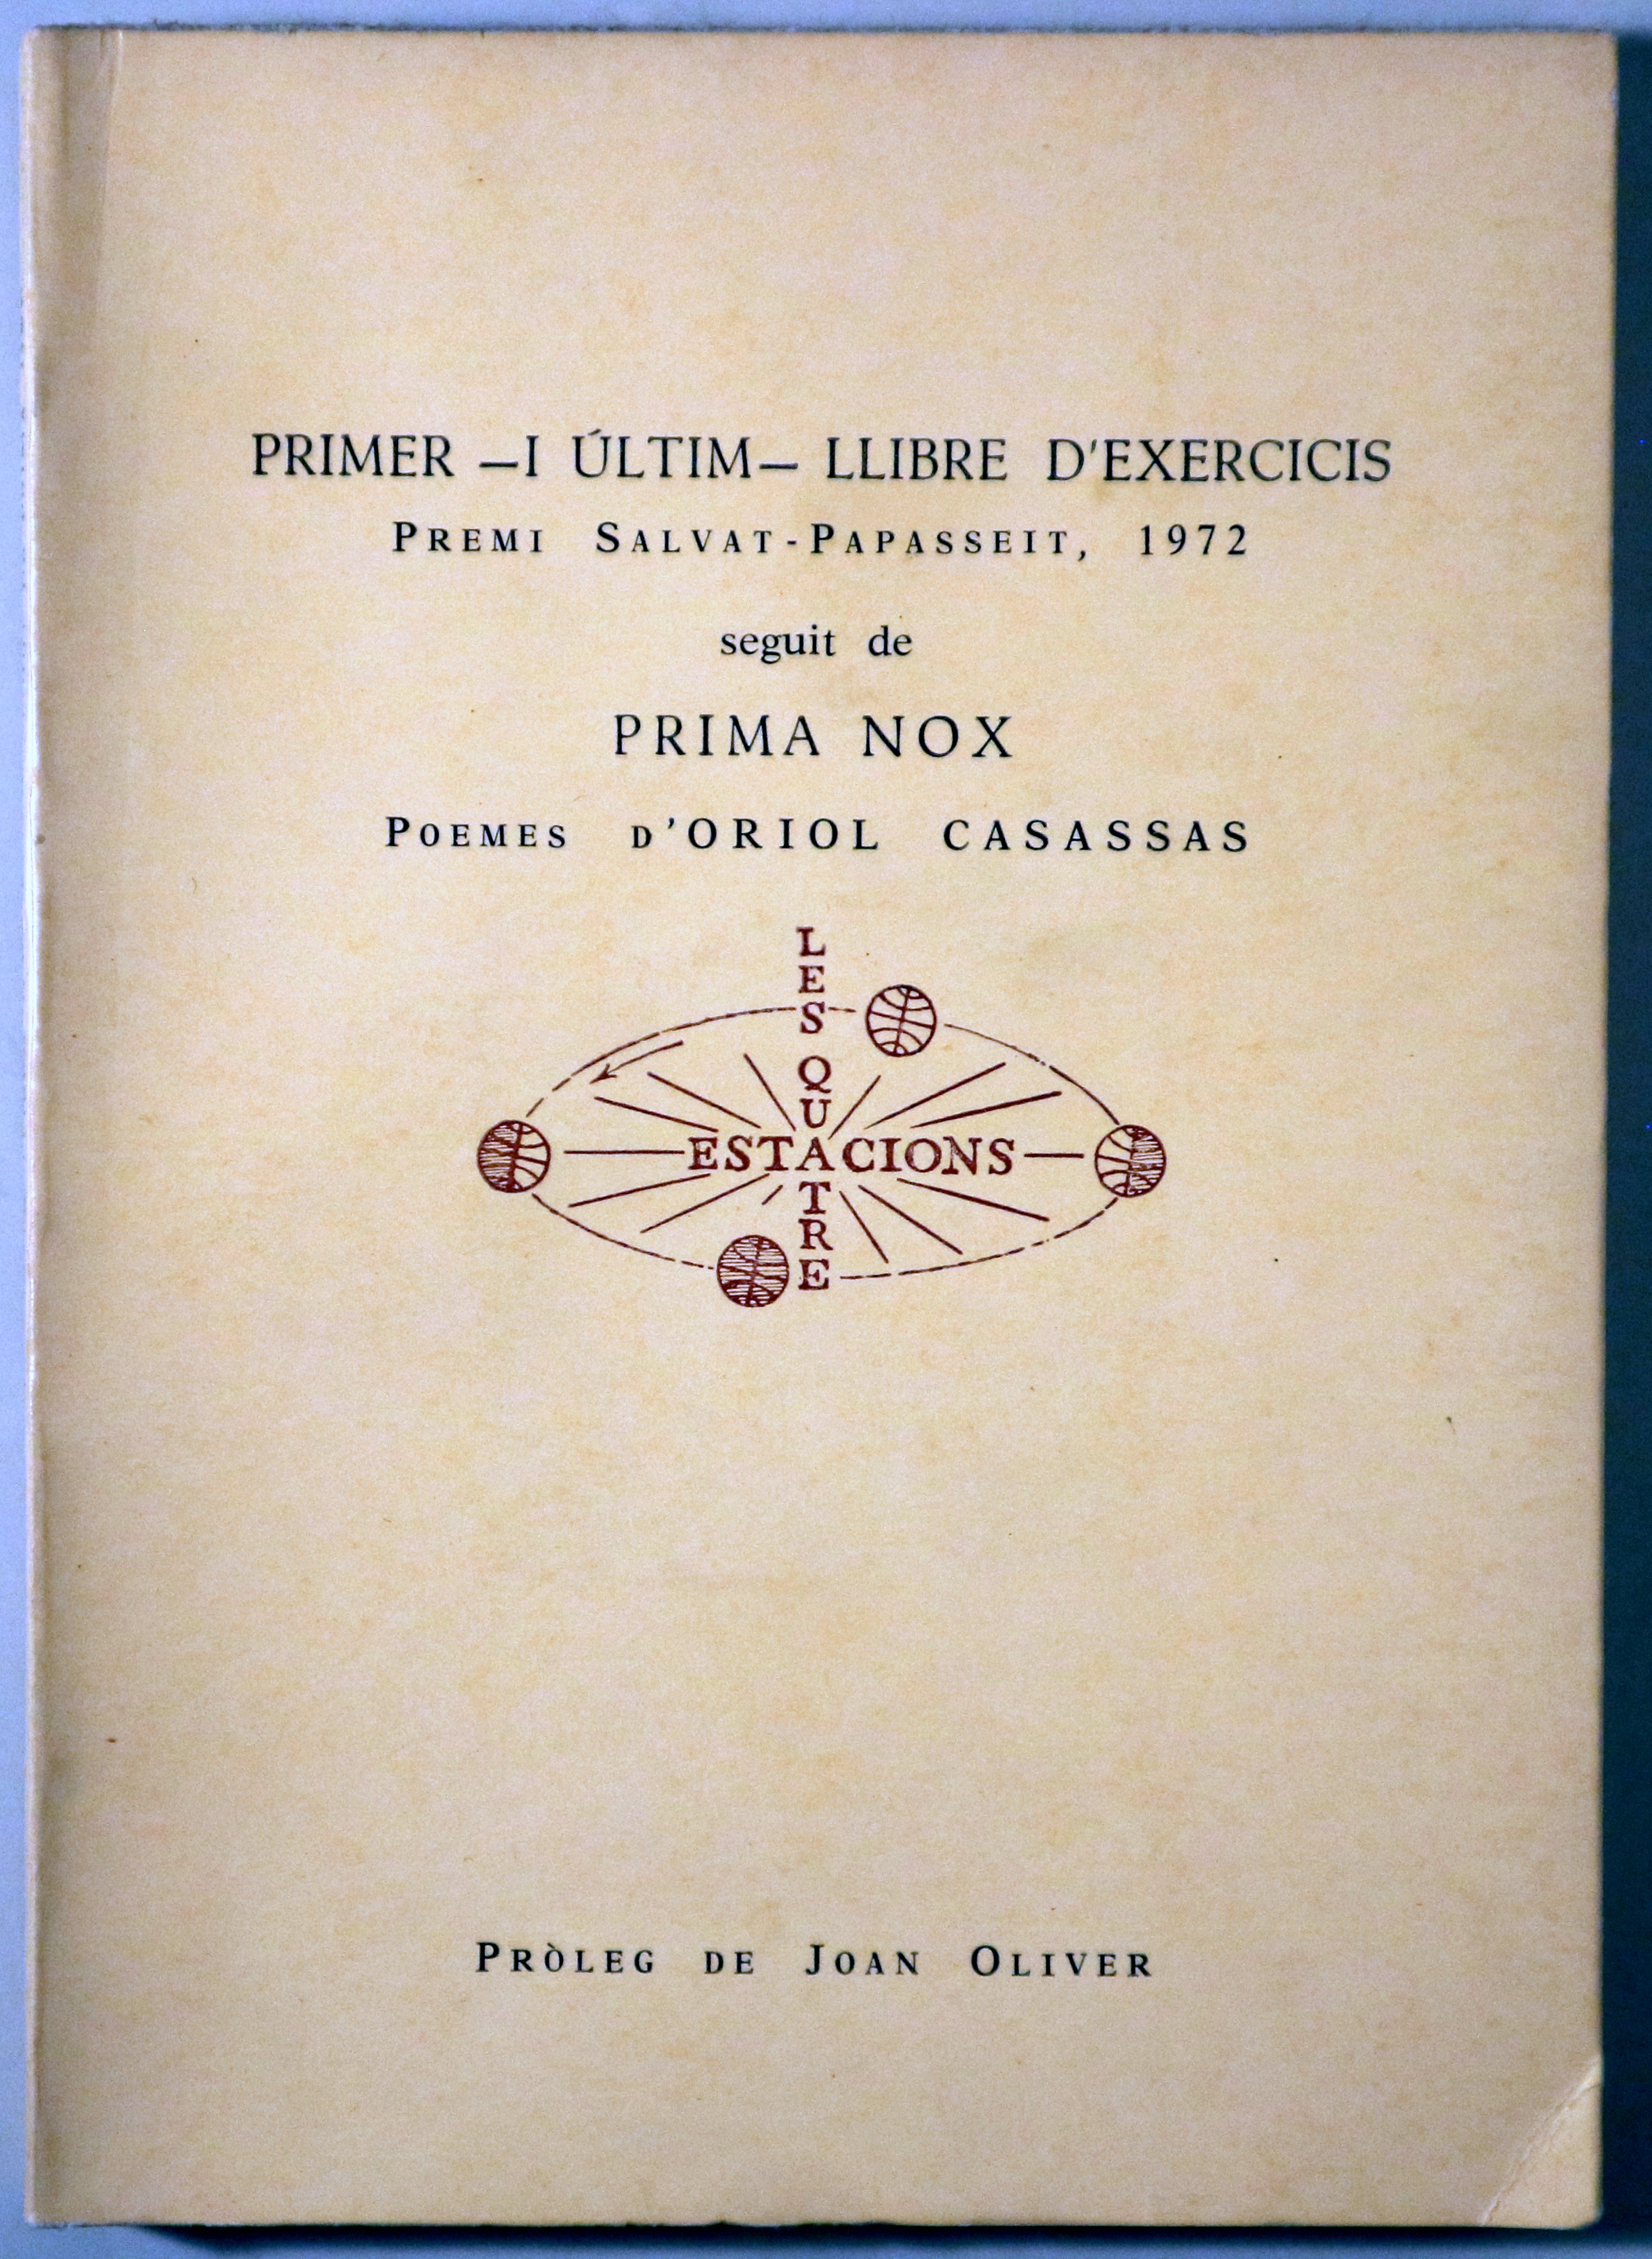 PRIMER —I ÚLTIM— LLIBRE D'EXERCICIS
PREMI SALVAT-PAPASSEIT, 1972
seguit de
PRIMA NOX
POEMES D'ORIOL CASASSAS
LES QUATRE
ESTACIONS
PRÒLEG DE JOAN OLIVER